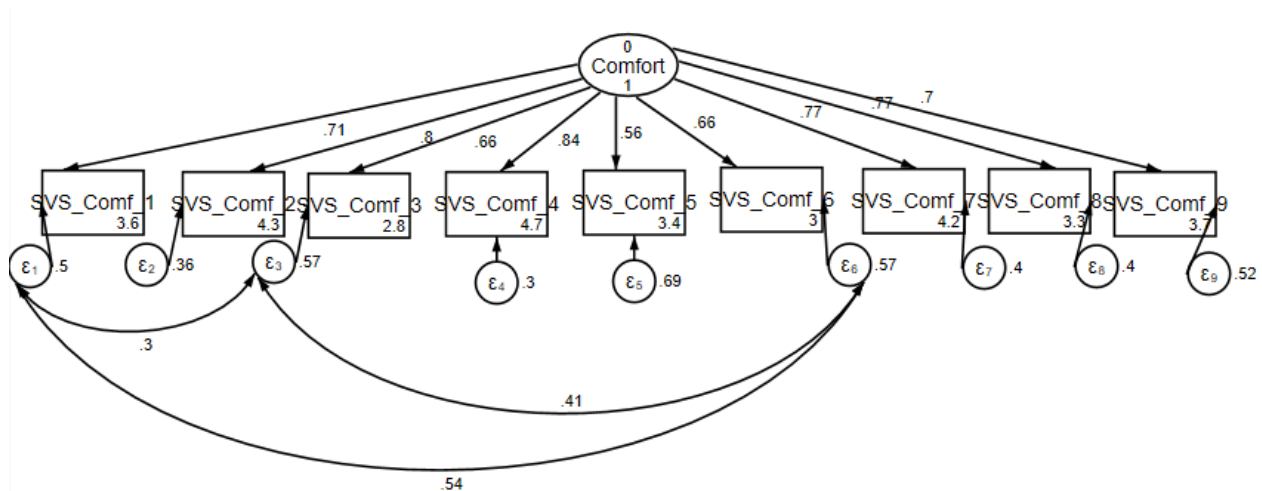 0
Comfort
1
.71
.8
.66
.84
.56
.66
.77
.77
.7
SVS_Comf_1
3.6
SVS_Comf_2
4.3
SVS_Comf_3
2.8
SVS_Comf_4
4.7
SVS_Comf_5
3.4
SVS_Comf_6
3
SVS_Comf_7
4.2
SVS_Comf_8
3.3
SVS_Comf_9
3.7
ε₁ .5
ε₂ .36
ε₃ .57
ε₄ .3
ε₅ .69
ε₆ .57
ε₇ .4
ε₈ .4
ε₉ .52
.3
.41
.54